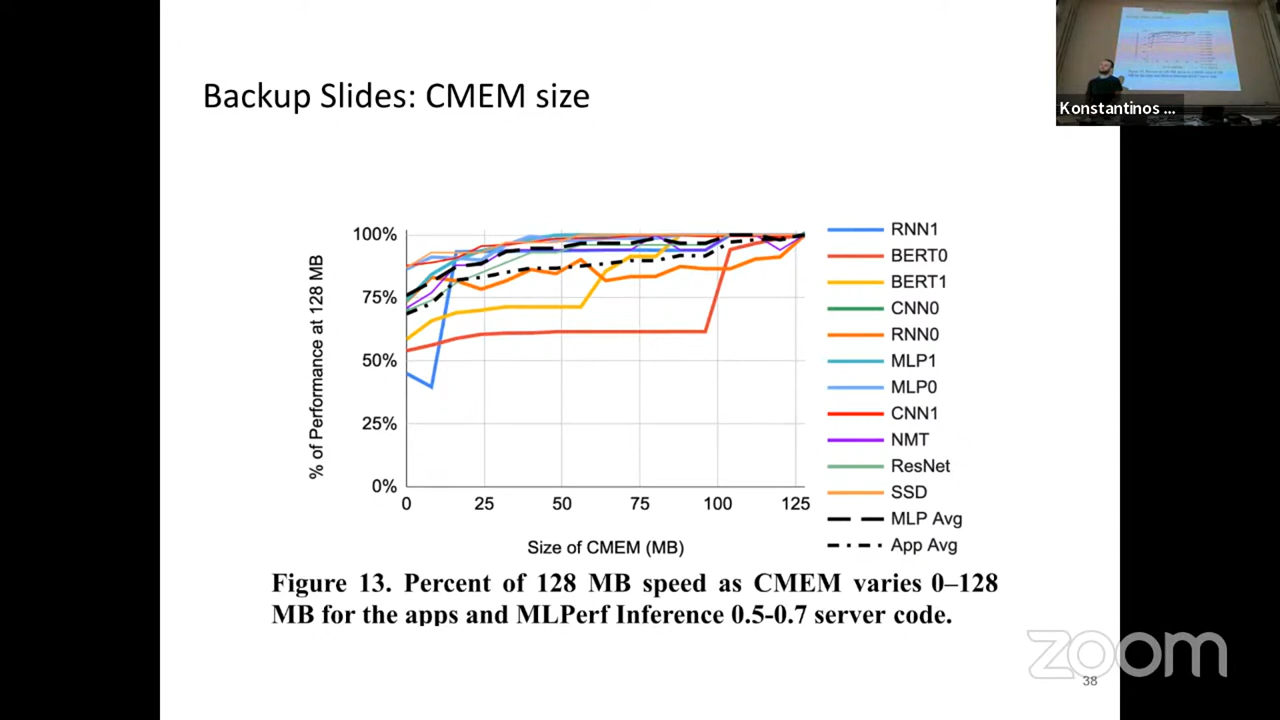 Backup Slides: CMEM size
Konstantinos ...
% of Performance at 128 MB
100%
75%
50%
25%
0%
0 25 50 75 100 125
Size of CMEM (MB)
RNN1
BERT0
BERT1
CNN0
RNN0
MLP1
MLP0
CNN1
NMT
ResNet
SSD
MLP Avg
App Avg
Figure 13. Percent of 128 MB speed as CMEM varies 0–128
MB for the apps and MLPerf Inference 0.5-0.7 server code.
zoom
38